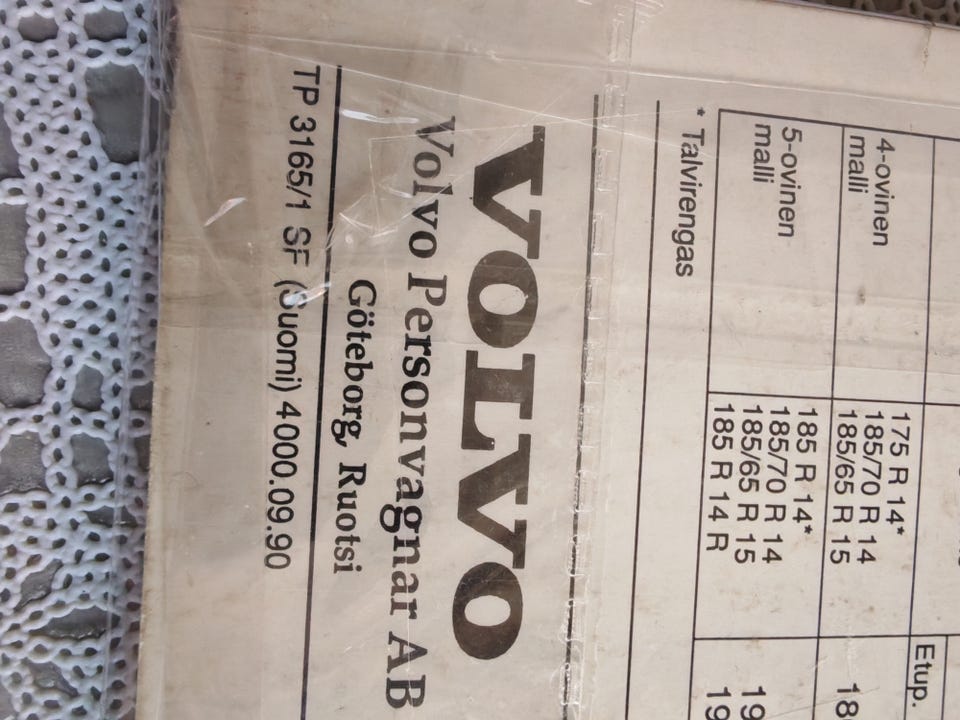 Etup.
4-ovinen
malli
175 R 14*
185/70 R 14
185/65 R 15
18
5-ovinen
malli
185 R 14*
185/70 R 14
185/65 R 15
185 R 14 R
19
19
* Talvirengas
VOLVO
Volvo Personvagnar AB
Göteborg, Ruotsi
TP 3165/1 SF (Suomi) 4000.09.90